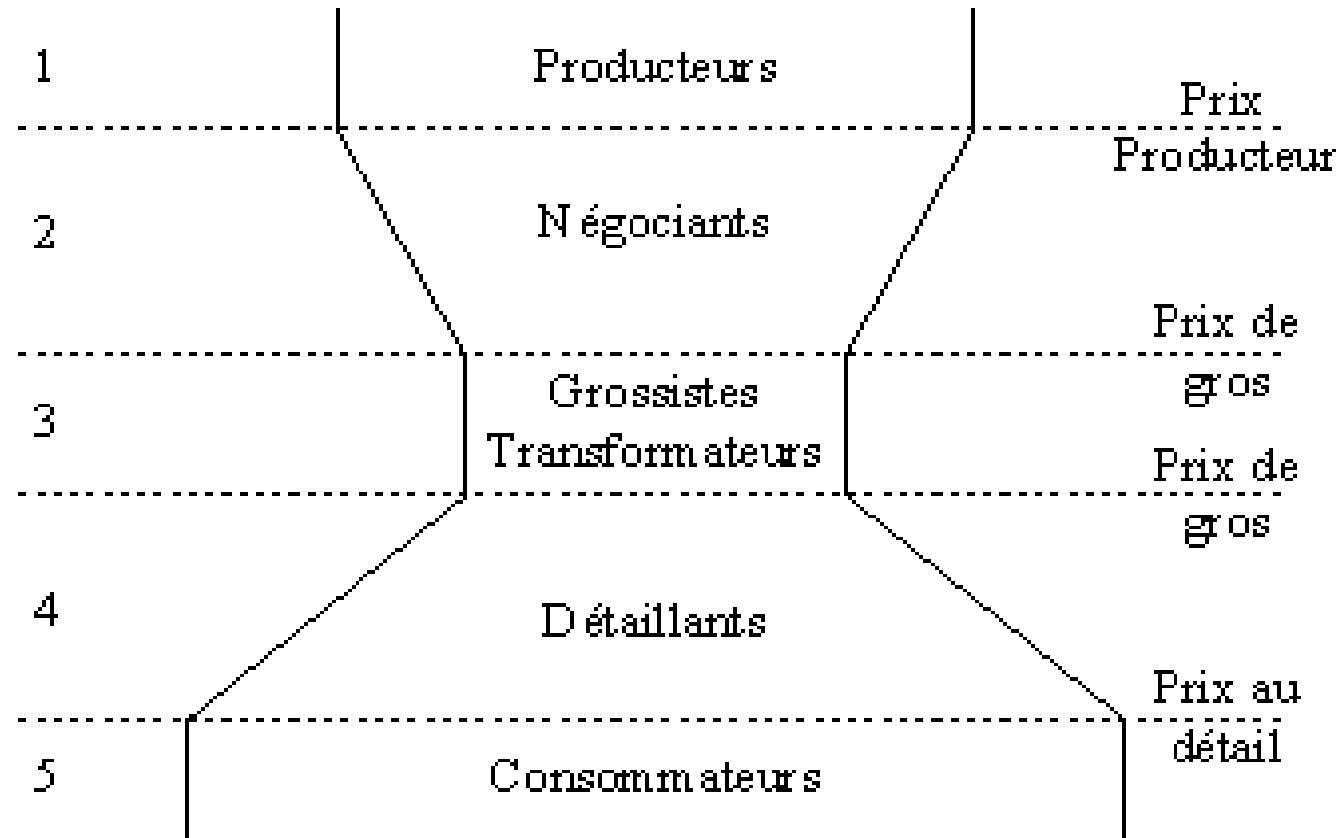 1
Producteurs
Prix
Producteur
2
Négociants
Prix de
gros
3
Grossistes
Transformateurs
Prix de
gros
4
Détaillants
Prix au
détail
5
Consommateurs